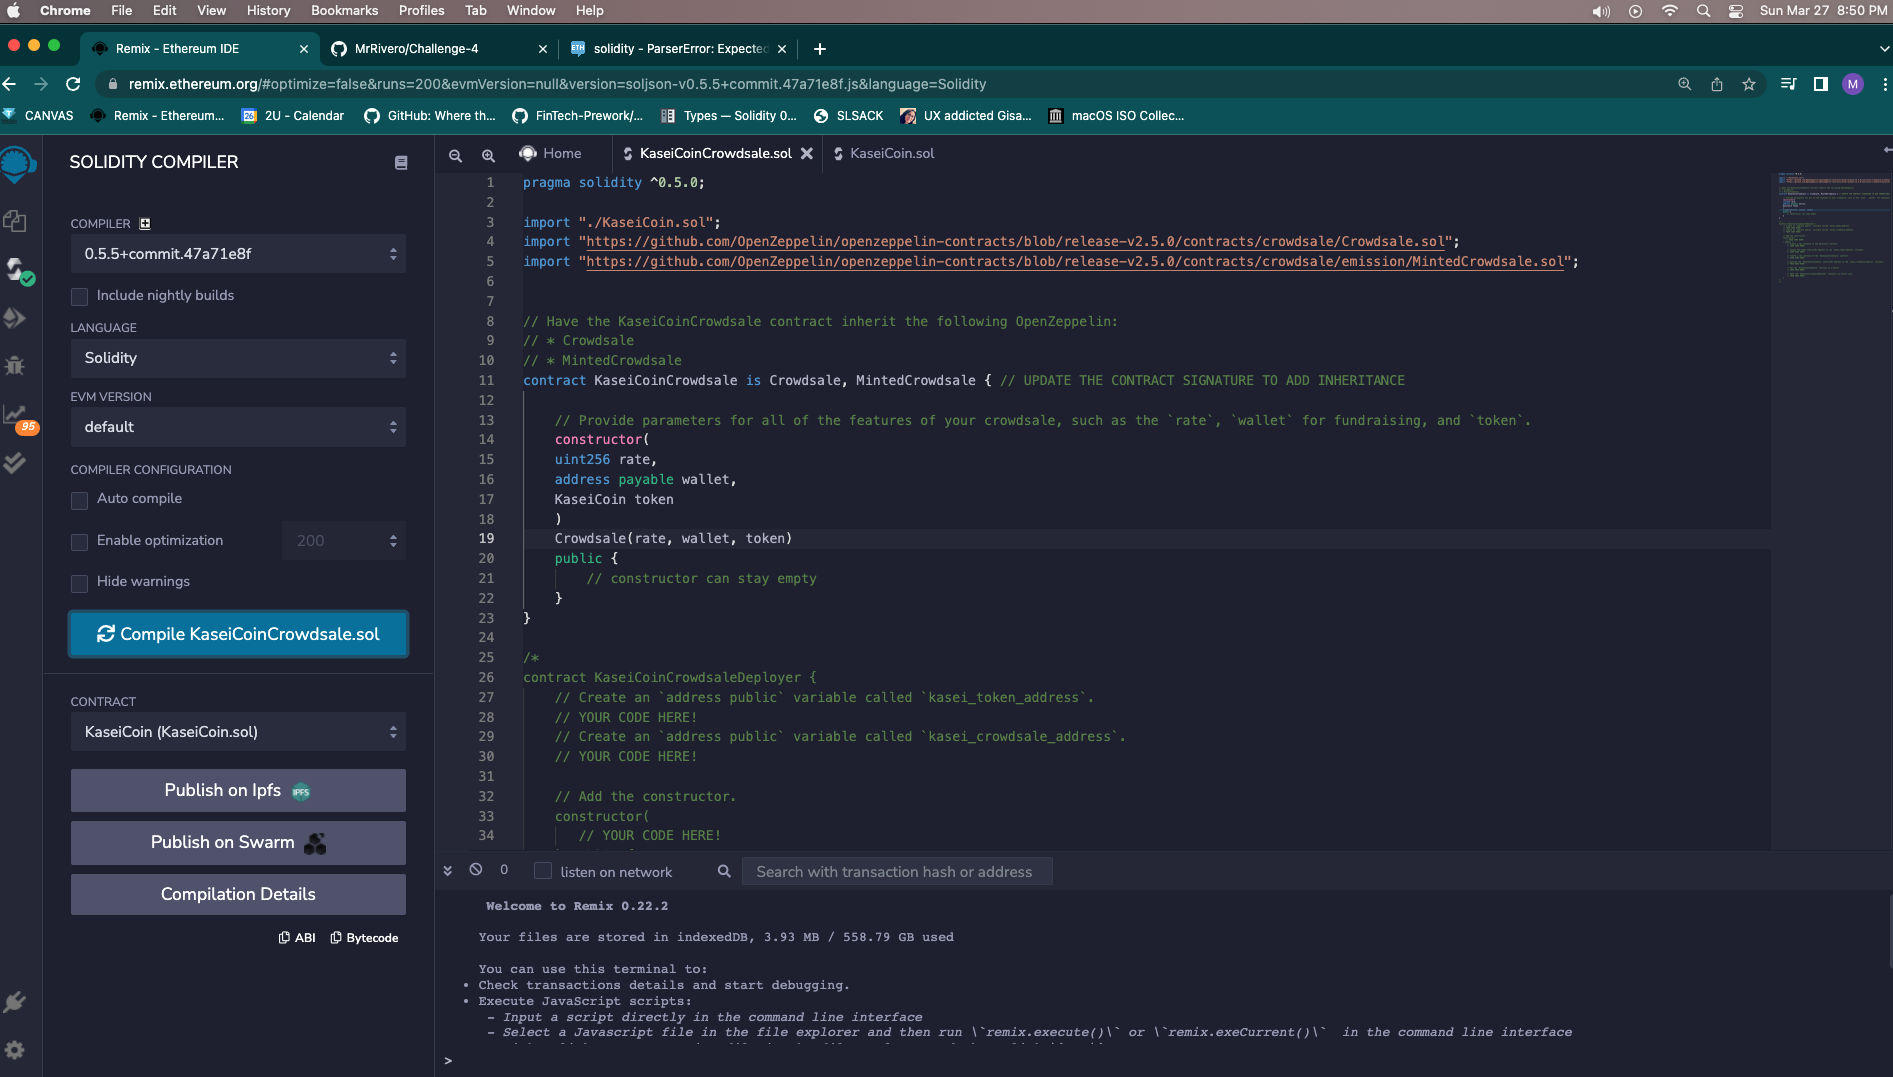 Chrome File Edit View History Bookmarks Profiles Tab Window Help Sun Mar 27 8:50 PM
Remix - Ethereum IDE MrRivero/Challenge-4 solidity - ParserError: Expected
remix.ethereum.org/#optimize=false&runs=200&evmVersion=null&version=soljson-v0.5.5+commit.47a71e8f.js&language=Solidity M
CANVAS Remix - Ethereum... 26 2U - Calendar GitHub: Where th... FinTech-Prework/... Types — Solidity 0... SLSACK UX addicted Gisa... macOS ISO Collec...
SOLIDITY COMPILER
COMPILER
0.5.5+commit.47a71e8f
Include nightly builds
LANGUAGE
Solidity
EVM VERSION
default
95
COMPILER CONFIGURATION
Auto compile
Enable optimization 200
Hide warnings
Compile KaseiCoinCrowdsale.sol
CONTRACT
KaseiCoin (KaseiCoin.sol)
Publish on Ipfs IPFS
Publish on Swarm
Compilation Details
ABI Bytecode
Home KaseiCoinCrowdsale.sol KaseiCoin.sol
1 pragma solidity ^0.5.0;
2
3 import "./KaseiCoin.sol";
4 import "https://github.com/OpenZeppelin/openzeppelin-contracts/blob/release-v2.5.0/contracts/crowdsale/Crowdsale.sol";
5 import "https://github.com/OpenZeppelin/openzeppelin-contracts/blob/release-v2.5.0/contracts/crowdsale/emission/MintedCrowdsale.sol";
6
7
8 // Have the KaseiCoinCrowdsale contract inherit the following OpenZeppelin:
9 // * Crowdsale
10 // * MintedCrowdsale
11 contract KaseiCoinCrowdsale is Crowdsale, MintedCrowdsale { // UPDATE THE CONTRACT SIGNATURE TO ADD INHERITANCE
12
13 // Provide parameters for all of the features of your crowdsale, such as the `rate`, `wallet` for fundraising, and `token`.
14 constructor(
15 uint256 rate,
16 address payable wallet,
17 KaseiCoin token
18 )
19 Crowdsale(rate, wallet, token)
20 public {
21 // constructor can stay empty
22 }
23 }
24
25 /*
26 contract KaseiCoinCrowdsaleDeployer {
27 // Create an `address public` variable called `kasei_token_address`.
28 // YOUR CODE HERE!
29 // Create an `address public` variable called `kasei_crowdsale_address`.
30 // YOUR CODE HERE!
31
32 // Add the constructor.
33 constructor(
34 // YOUR CODE HERE!
0 listen on network Search with transaction hash or address
Welcome to Remix 0.22.2
Your files are stored in indexedDB, 3.93 MB / 558.79 GB used
You can use this terminal to:
• Check transactions details and start debugging.
• Execute JavaScript scripts:
- Input a script directly in the command line interface
- Select a Javascript file in the file explorer and then run \`remix.execute()\` or \`remix.exeCurrent()\` in the command line interface
>